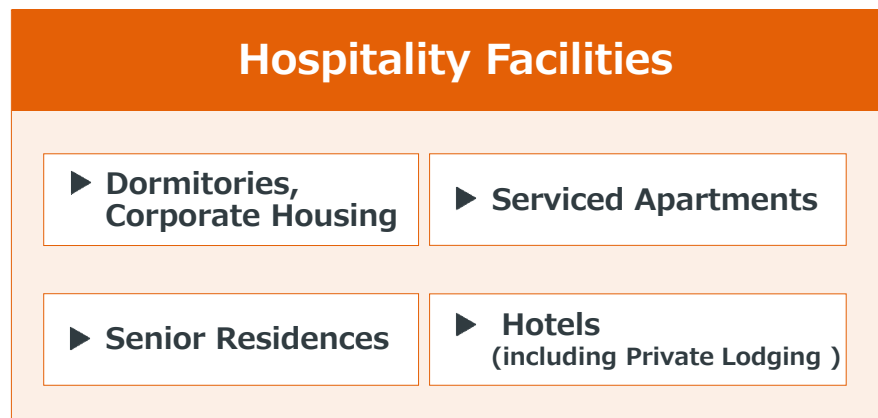 Hospitality Facilities
▶ Dormitories,
Corporate Housing
▶ Serviced Apartments
▶ Senior Residences
▶ Hotels
(including Private Lodging )